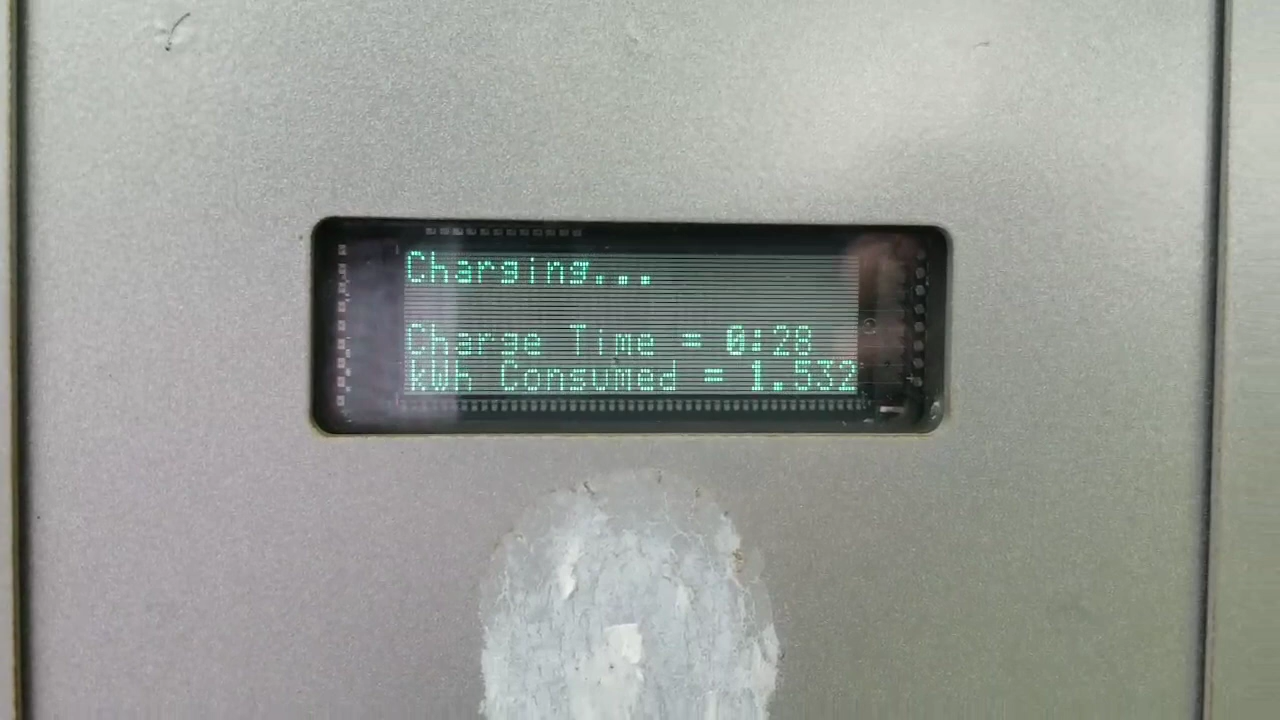 Charging...
Charge Time = 0:28
kWh Consumed = 1.532